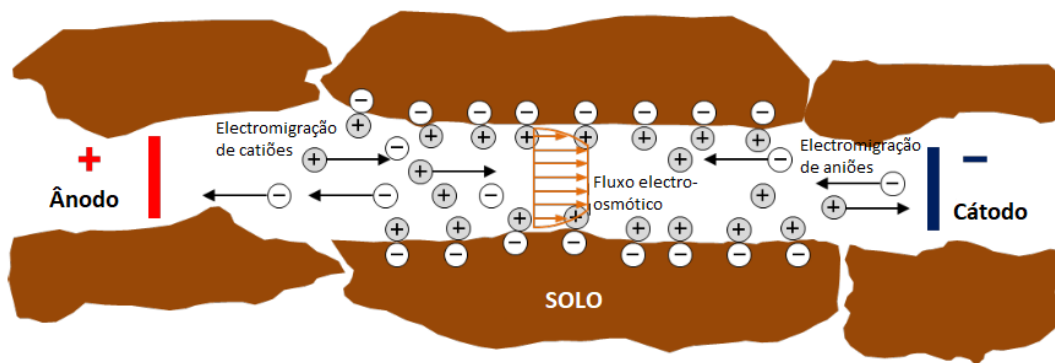 Electromigração
de catiões
+
Ânodo
Fluxo electro-
osmótico
Electromigração
de aniões
−
Cátodo
SOLO